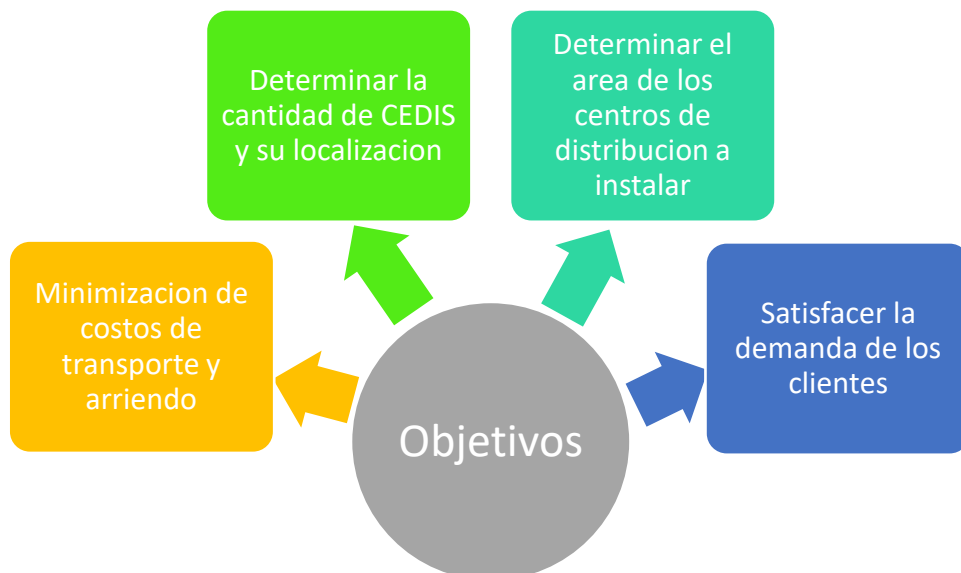 Minimizacion de
costos de
transporte y
arriendo
Determinar la
cantidad de CEDIS
y su localizacion
Determinar el
area de los
centros de
distribucion a
instalar
Satisfacer la
demanda de los
clientes
Objetivos